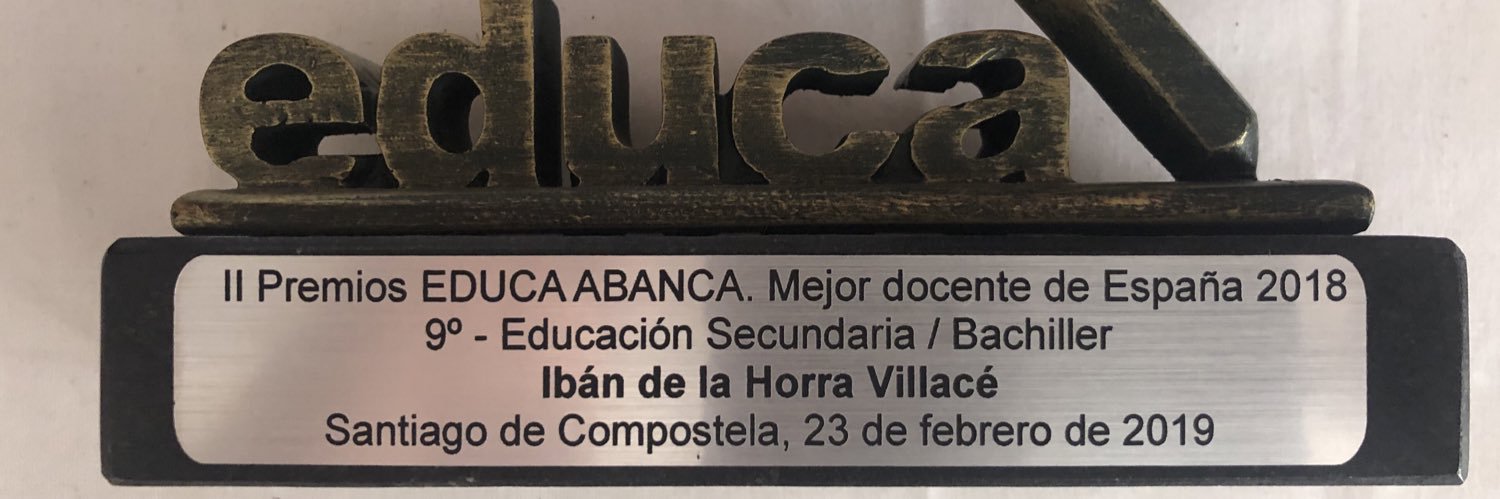 educa
II Premios EDUCA ABANCA. Mejor docente de España 2018
9º - Educación Secundaria / Bachiller
Ibán de la Horra Villacé
Santiago de Compostela, 23 de febrero de 2019